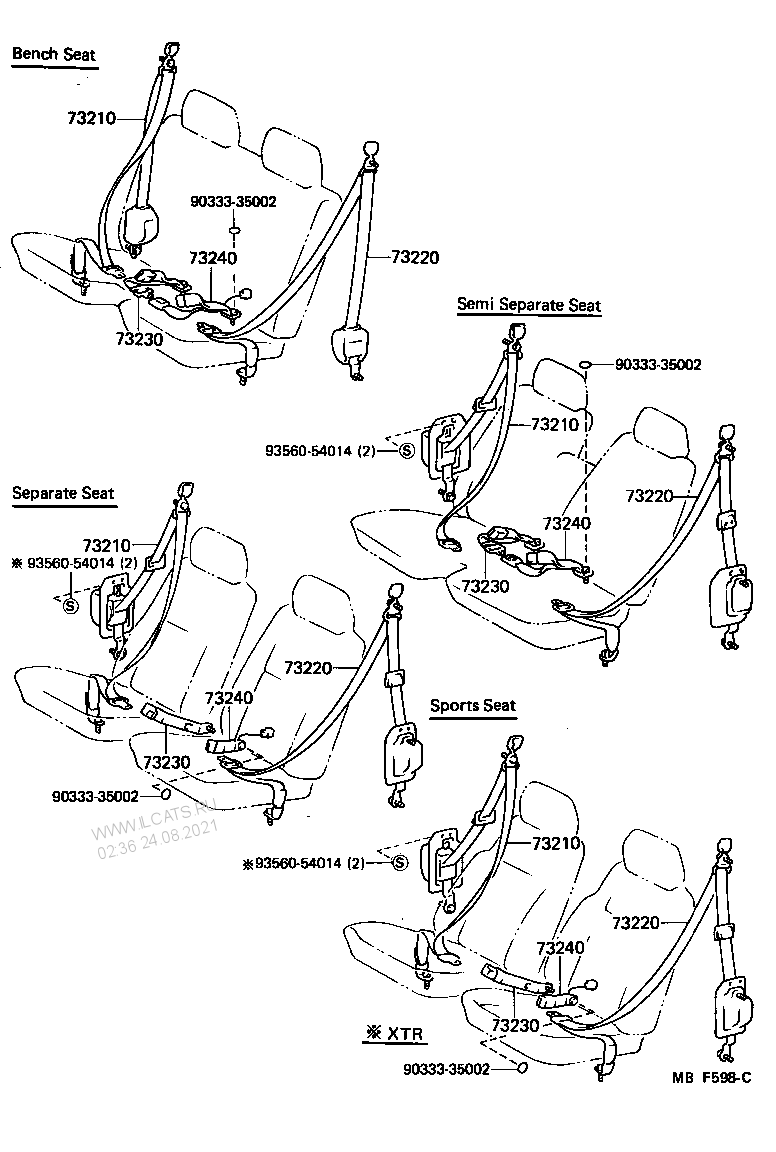 Bench Seat
73210
90333-35002
73240
73220
73230
Semi Separate Seat
90333-35002
73210
93560-54014 (2)
S
73220
73240
73230
Separate Seat
73210
※ 93560-54014 (2)
S
73220
73240
73230
90333-35002
WWW.ILCATS.RU
02:36 24.08.2021
Sports Seat
73210
※93560-54014 (2)
S
73220
73240
73230
※ XTR
90333-35002
MB F598-C